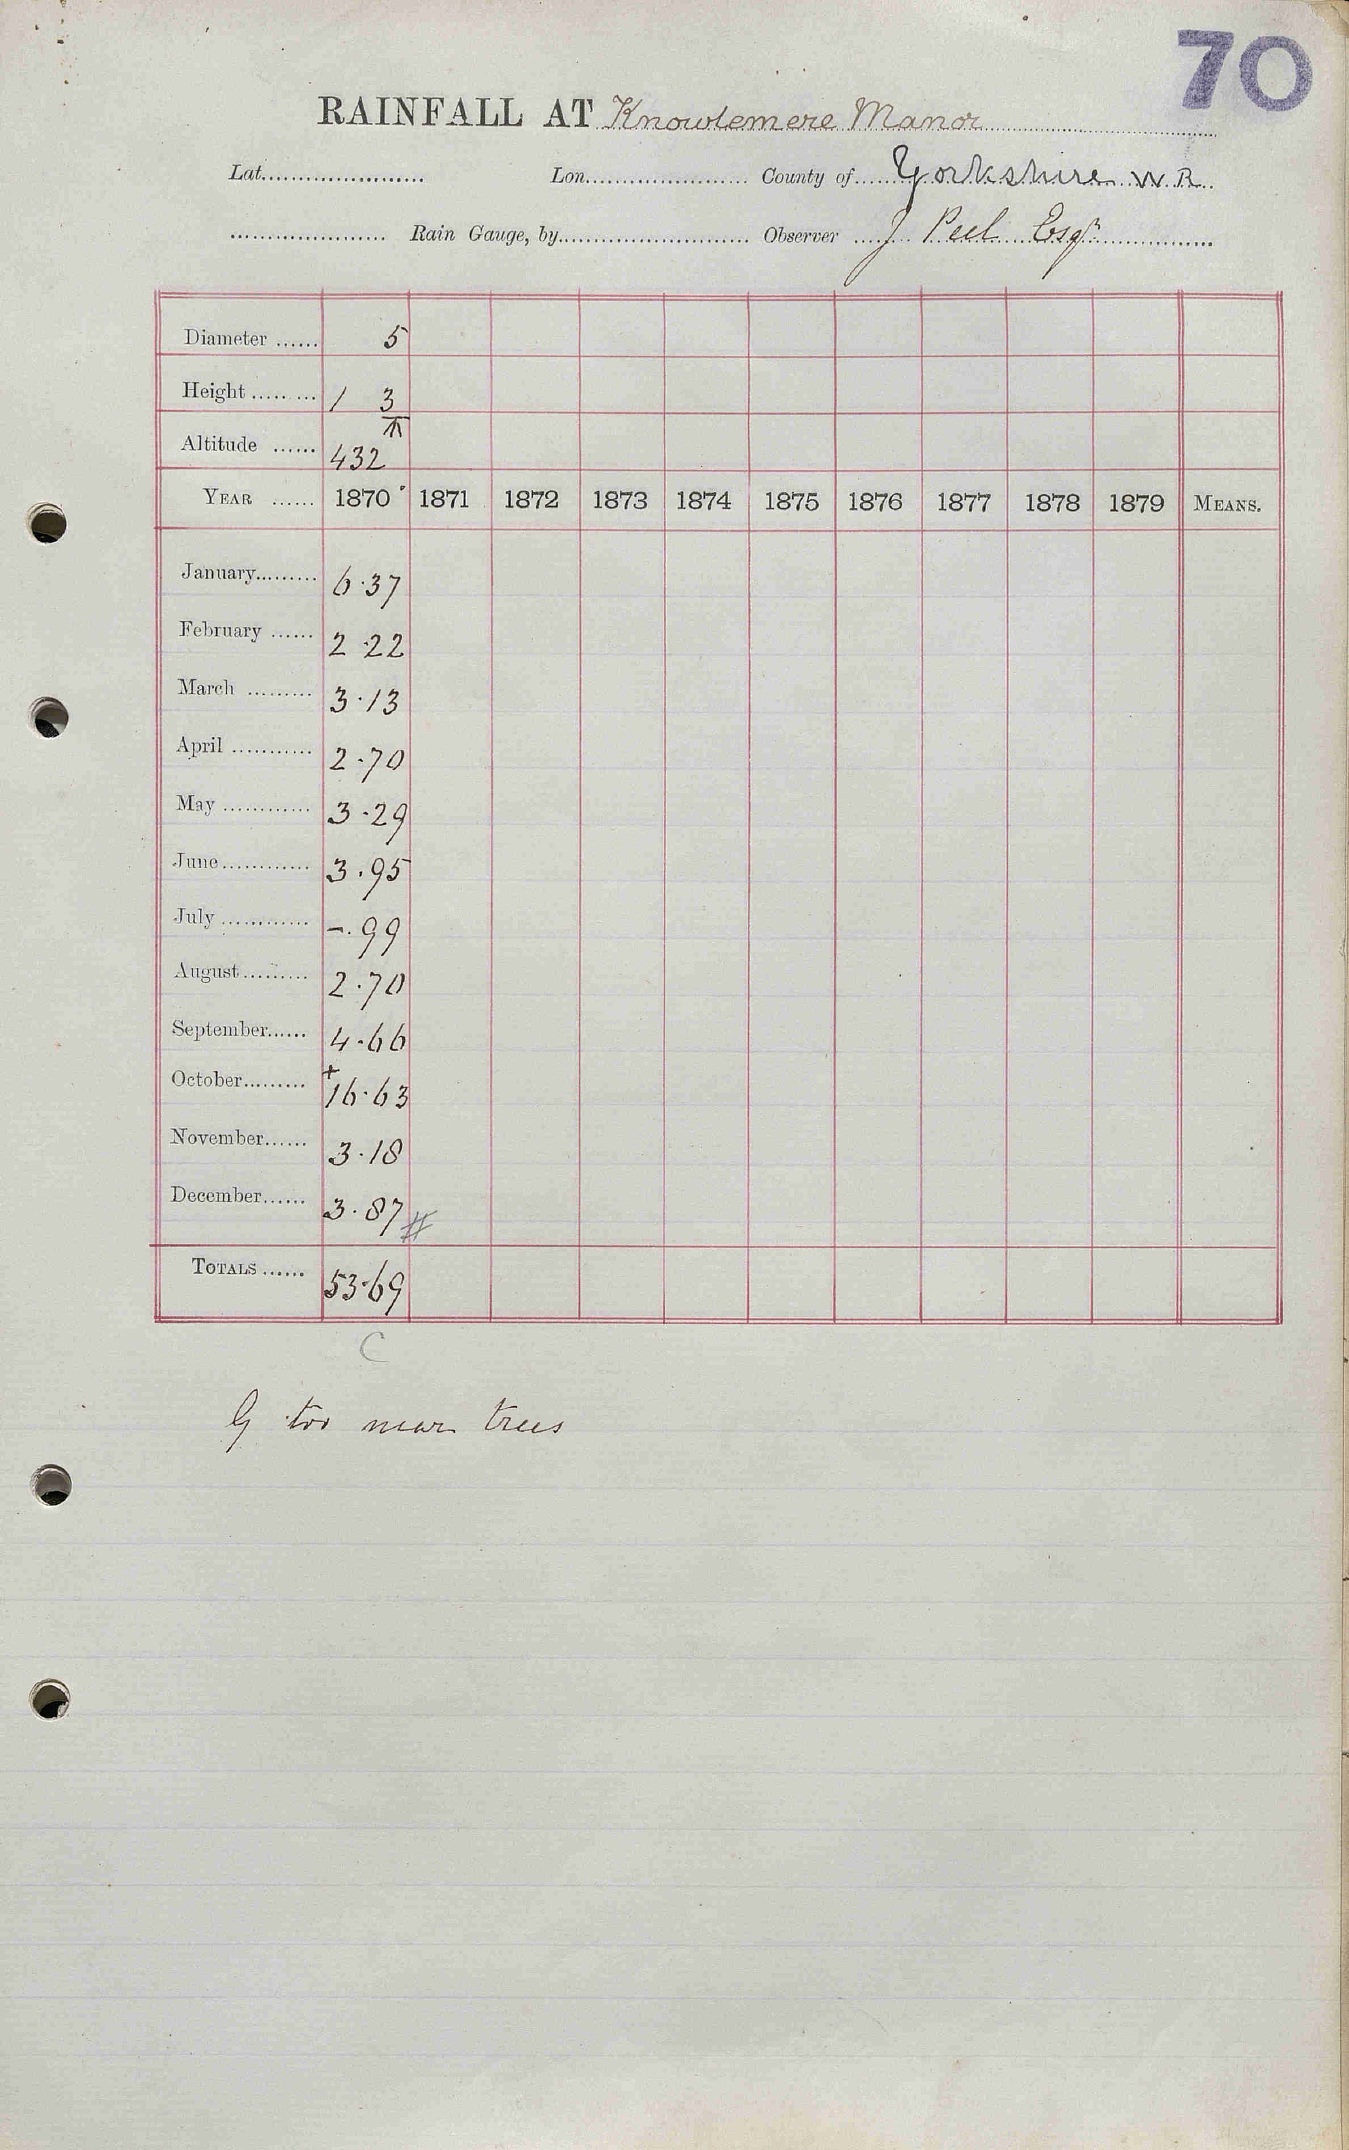 70
RAINFALL AT Knowlemere Manor
Lat. Lon. County of Yorkshire W.R.
Rain Gauge, by Observer J Peel Esqr
Diameter 5
Height 1 3
Altitude 432
YEAR 1870 1871 1872 1873 1874 1875 1876 1877 1878 1879 MEANS.
January 6.37
February 2.22
March 3.13
April 2.70
May 3.29
June 3.95
July -.99
August 2.70
September 4.66
October +16.63
November 3.18
December 3.87 #
TOTALS 53.69
C
G too near trees